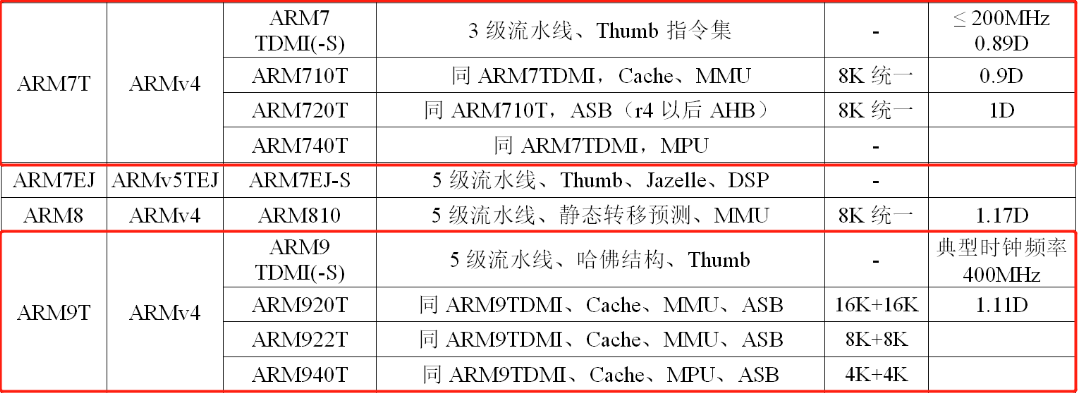 ARM7T ARMv4 ARM7 TDMI(-S) 3 级流水线、Thumb 指令集 - ≤ 200MHz 0.89D
ARM710T 同 ARM7TDMI，Cache、MMU 8K 统一 0.9D
ARM720T 同 ARM710T，ASB（r4 以后 AHB） 8K 统一 1D
ARM740T 同 ARM7TDMI，MPU -
ARM7EJ ARMv5TEJ ARM7EJ-S 5 级流水线、Thumb、Jazelle、DSP -
ARM8 ARMv4 ARM810 5 级流水线、静态转移预测、MMU 8K 统一 1.17D
ARM9T ARMv4 ARM9 TDMI(-S) 5 级流水线、哈佛结构、Thumb - 典型时钟频率 400MHz
ARM920T 同 ARM9TDMI、Cache、MMU、ASB 16K+16K 1.11D
ARM922T 同 ARM9TDMI、Cache、MMU、ASB 8K+8K
ARM940T 同 ARM9TDMI、Cache、MPU、ASB 4K+4K